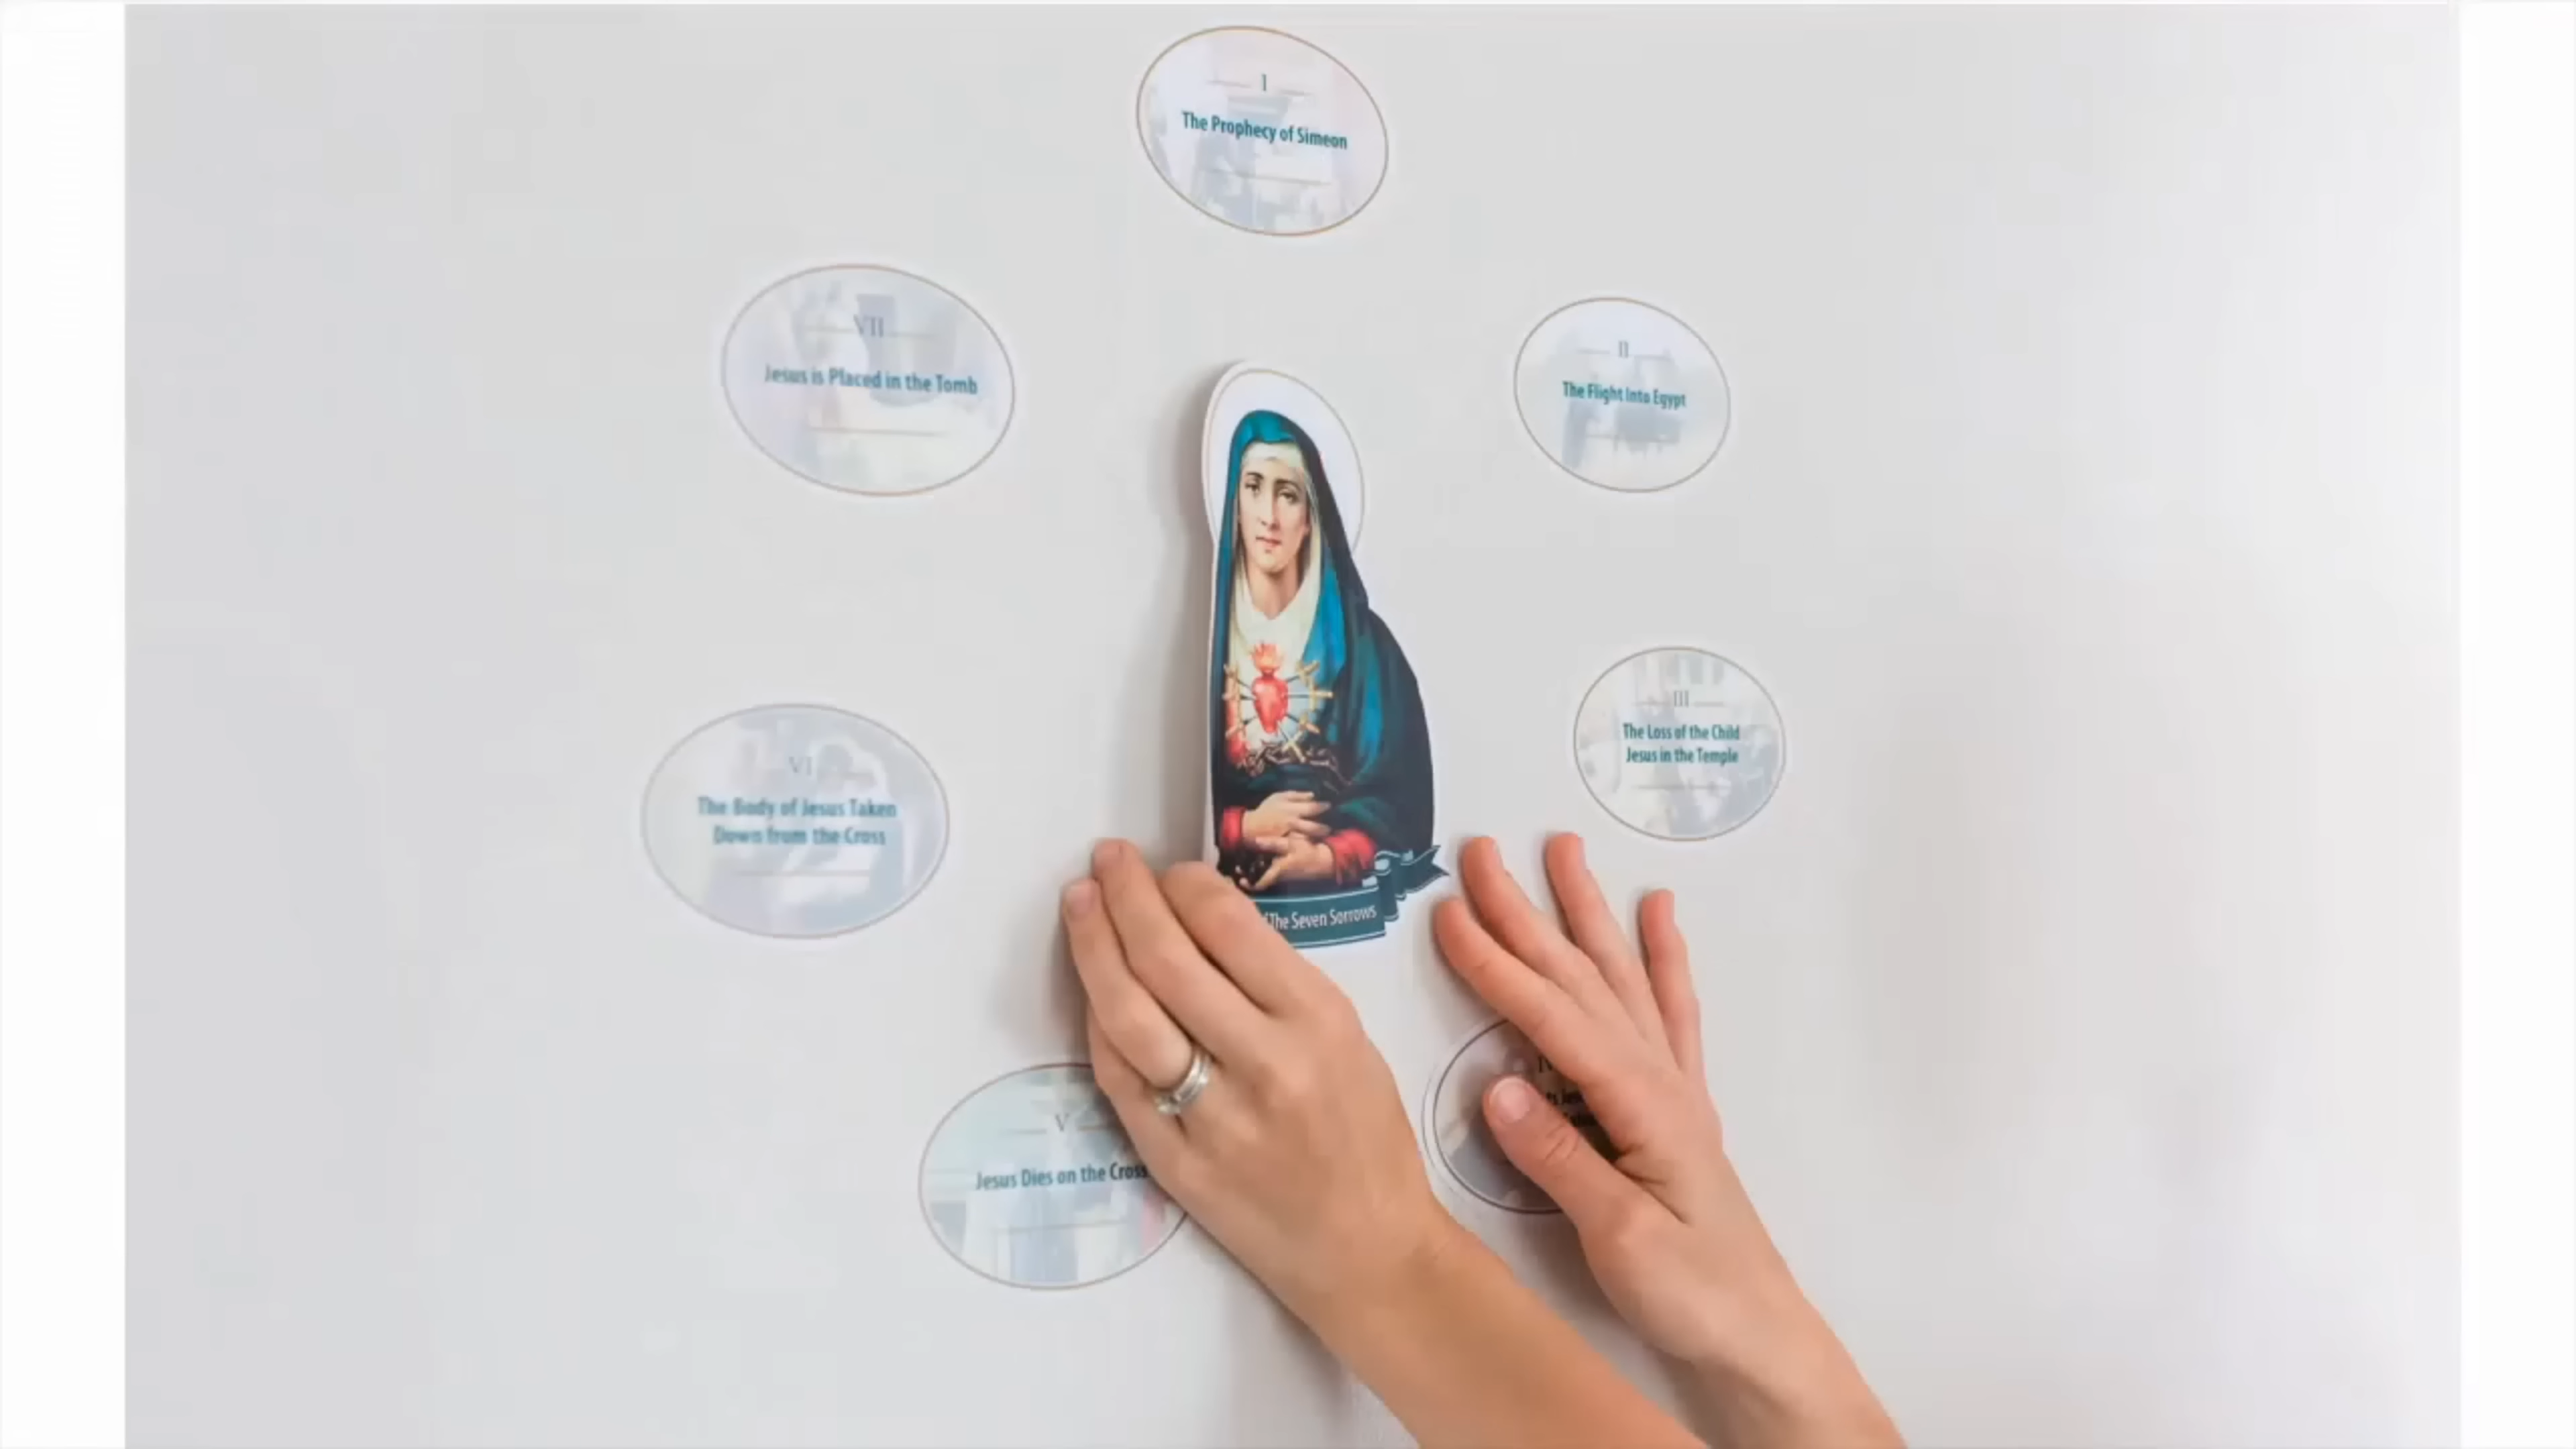 I
The Prophecy of Simeon
II
The Flight into Egypt
III
The Loss of the Child
Jesus in the Temple
V
Jesus Dies on the Cross
VI
The Body of Jesus Taken
Down from the Cross
VII
Jesus is Placed in the Tomb
The Seven Sorrows